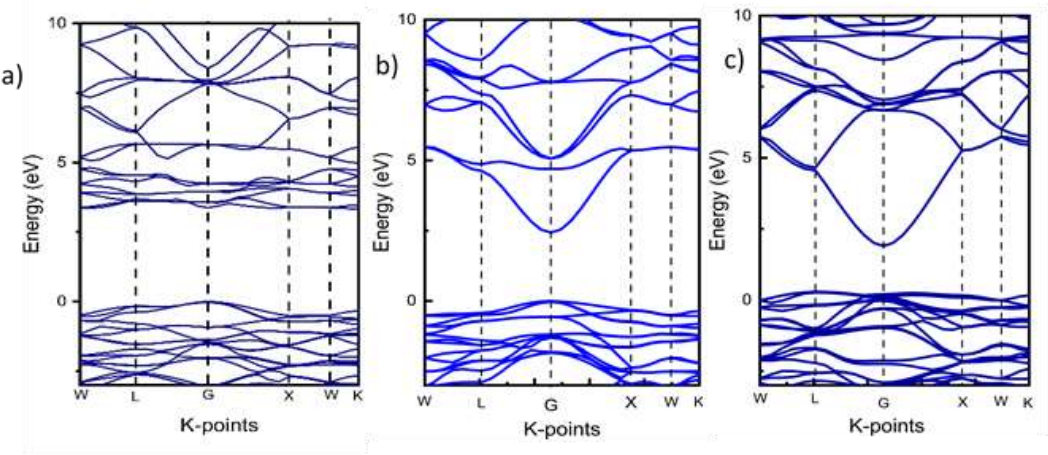 a)
10
5
0
Energy (eV)
W L G X W K
K-points
b)
10
5
0
Energy (eV)
W L G X W K
K-points
c)
10
5
0
Energy (eV)
W L G X W K
K-points